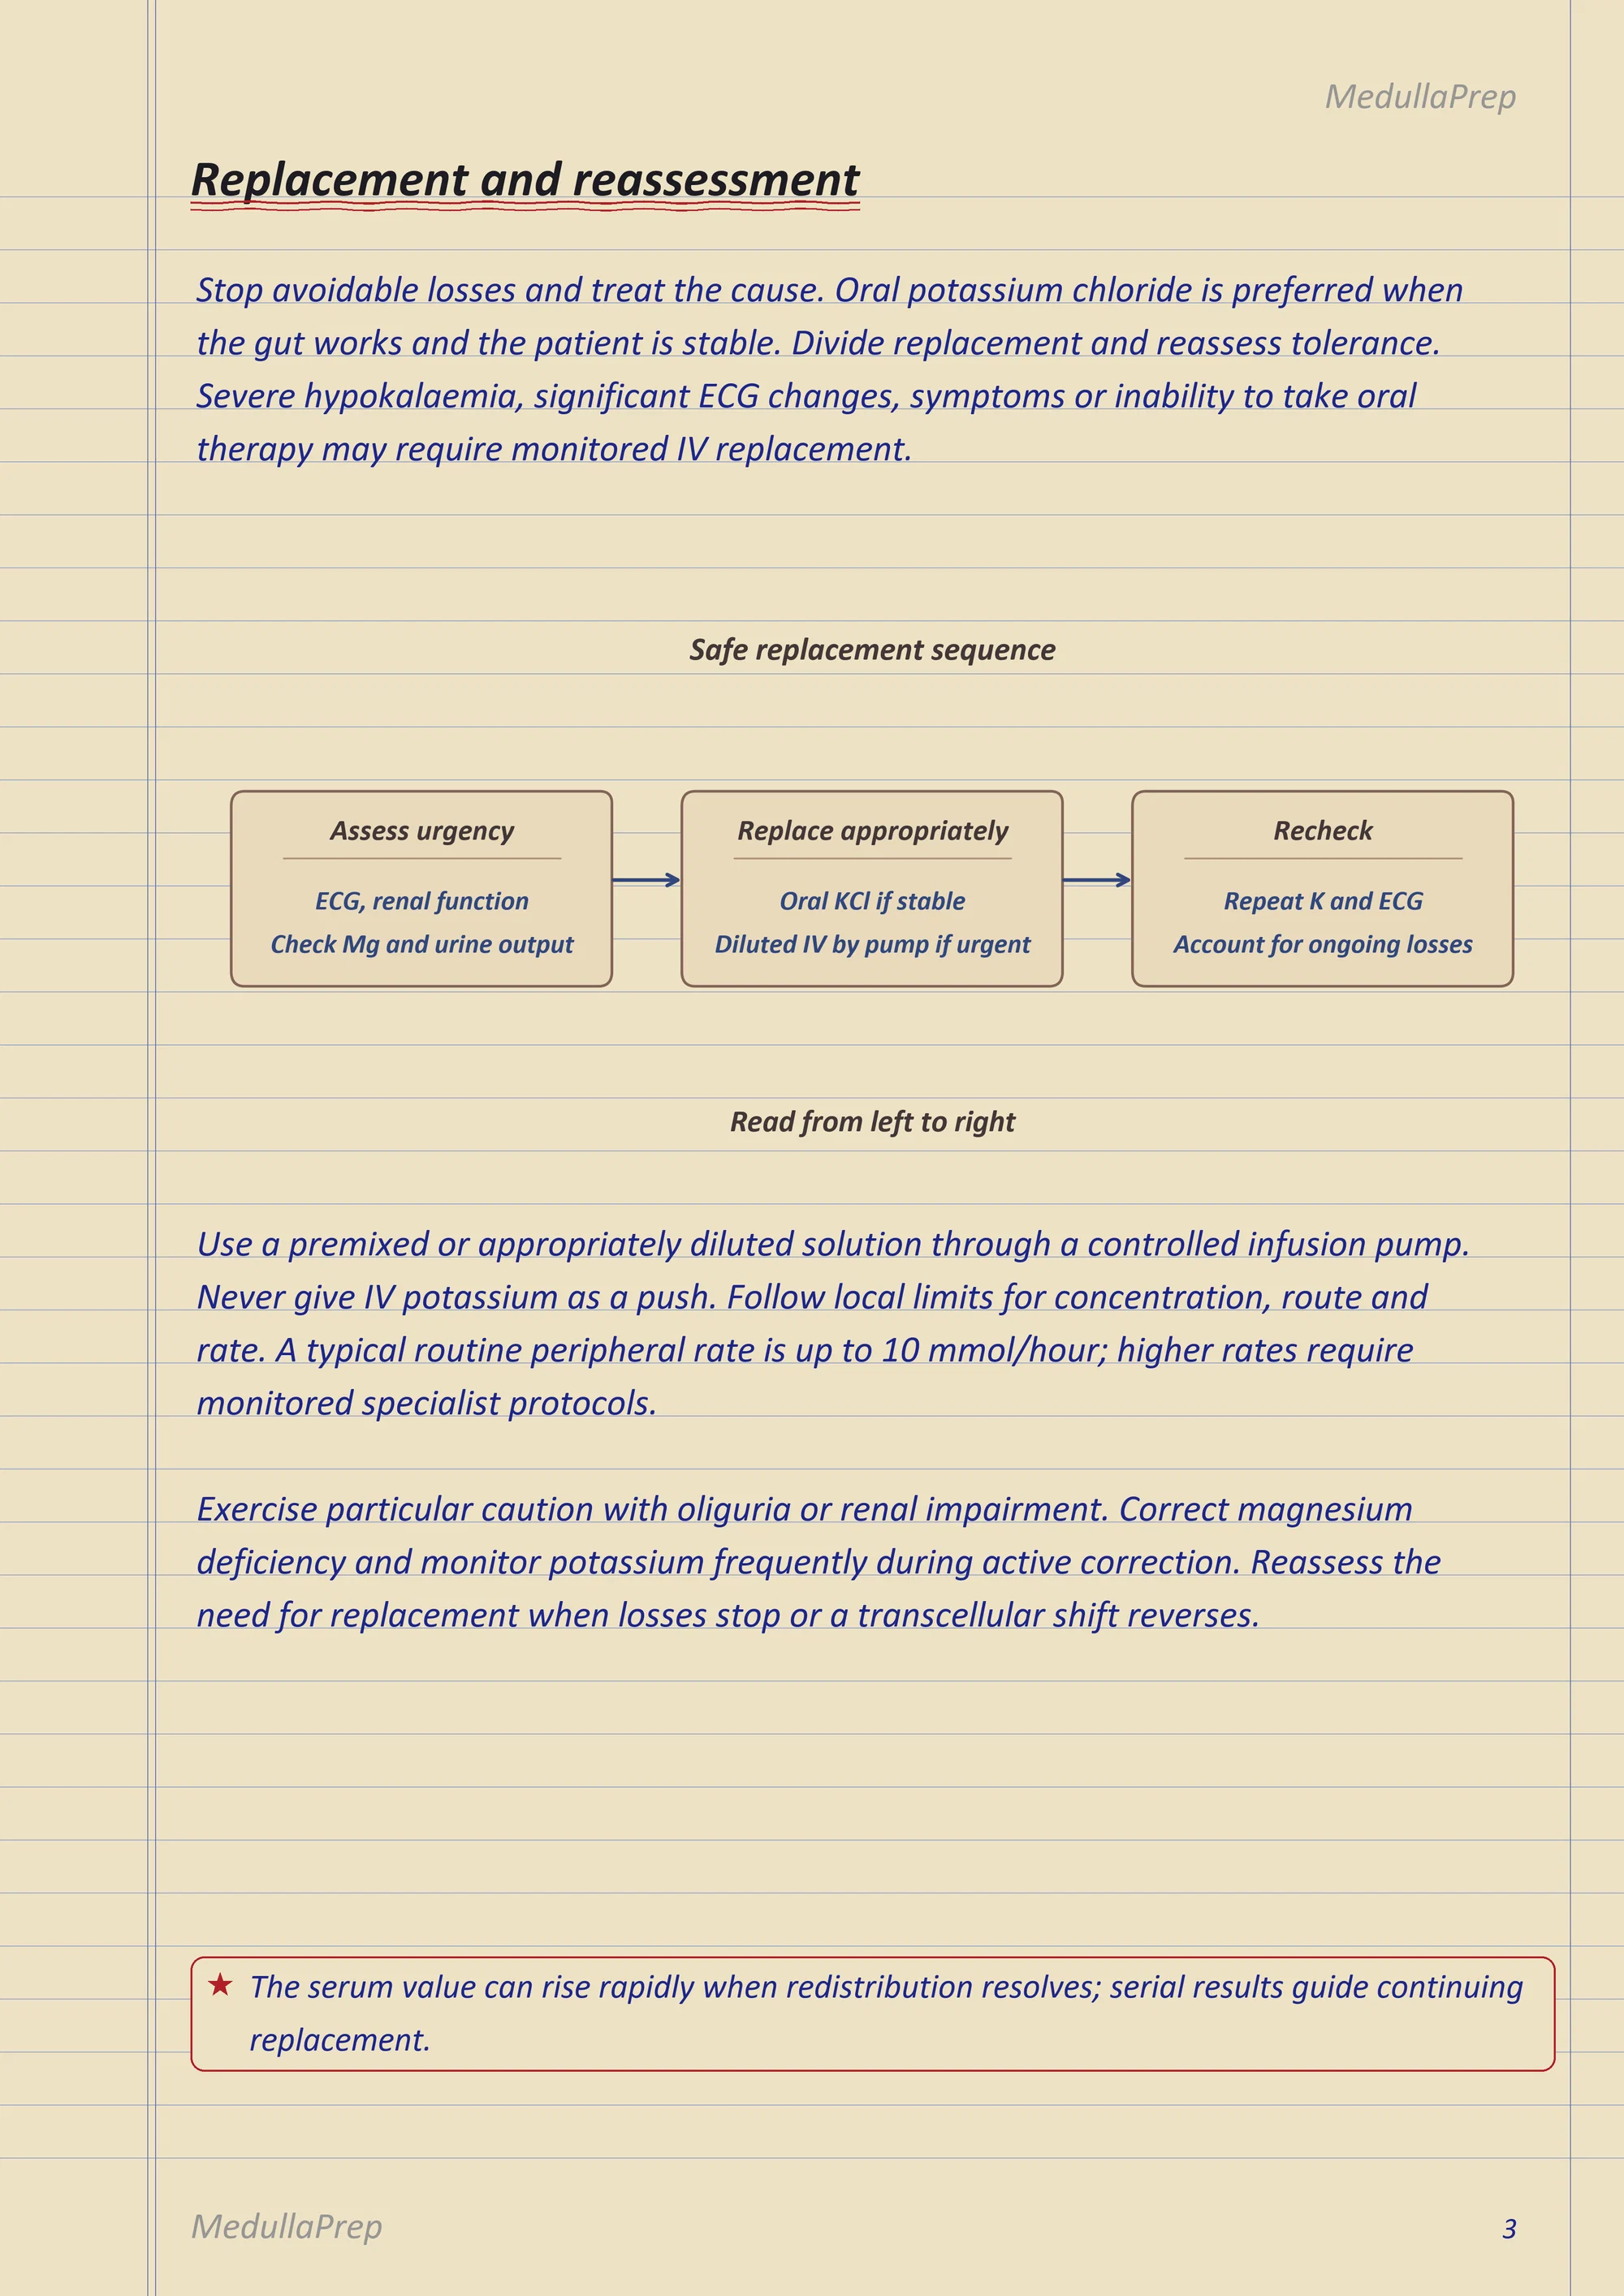 MedullaPrep
Replacement and reassessment
Stop avoidable losses and treat the cause. Oral potassium chloride is preferred when
the gut works and the patient is stable. Divide replacement and reassess tolerance.
Severe hypokalaemia, significant ECG changes, symptoms or inability to take oral
therapy may require monitored IV replacement.
Safe replacement sequence
Assess urgency
ECG, renal function
Check Mg and urine output
Replace appropriately
Oral KCl if stable
Diluted IV by pump if urgent
Recheck
Repeat K and ECG
Account for ongoing losses
Read from left to right
Use a premixed or appropriately diluted solution through a controlled infusion pump.
Never give IV potassium as a push. Follow local limits for concentration, route and
rate. A typical routine peripheral rate is up to 10 mmol/hour; higher rates require
monitored specialist protocols.
Exercise particular caution with oliguria or renal impairment. Correct magnesium
deficiency and monitor potassium frequently during active correction. Reassess the
need for replacement when losses stop or a transcellular shift reverses.
★ The serum value can rise rapidly when redistribution resolves; serial results guide continuing
replacement.
MedullaPrep
3